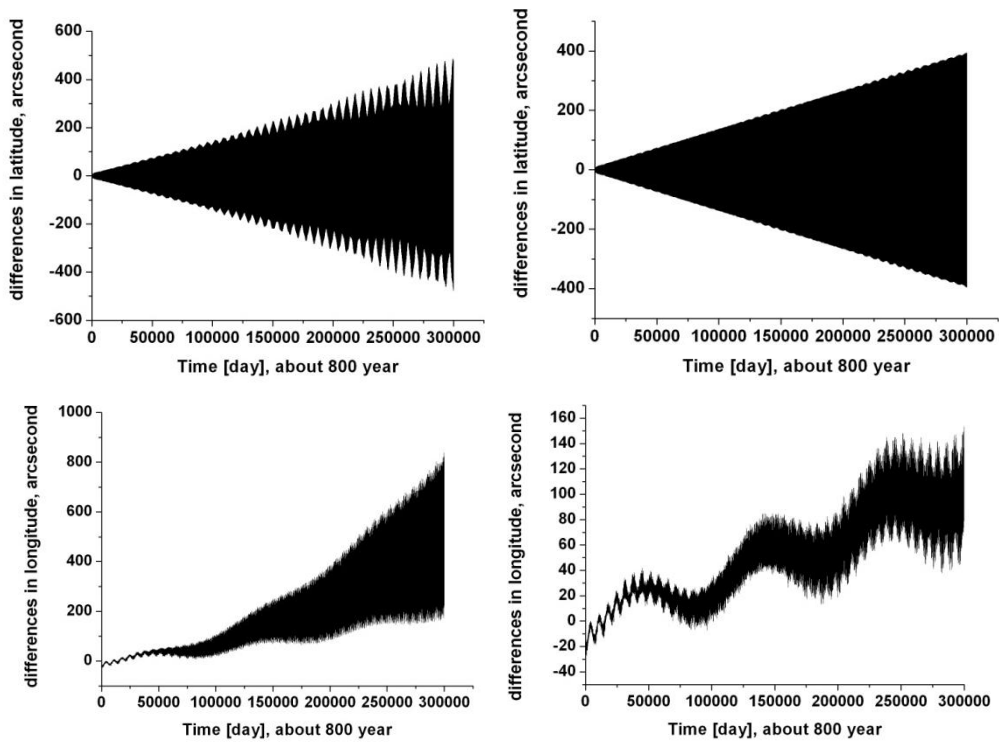 differences in latitude, arcsecond
600
400
200
0
-200
-400
-600
0 50000 100000 150000 200000 250000 300000
Time [day], about 800 year
differences in latitude, arcsecond
400
200
0
-200
-400
0 50000 100000 150000 200000 250000 300000
Time [day], about 800 year
differences in longitude, arcsecond
1000
800
600
400
200
0
0 50000 100000 150000 200000 250000 300000
Time [day], about 800 year
differences in longitude, arcsecond
160
140
120
100
80
60
40
20
0
-20
-40
0 50000 100000 150000 200000 250000 300000
Time [day], about 800 year